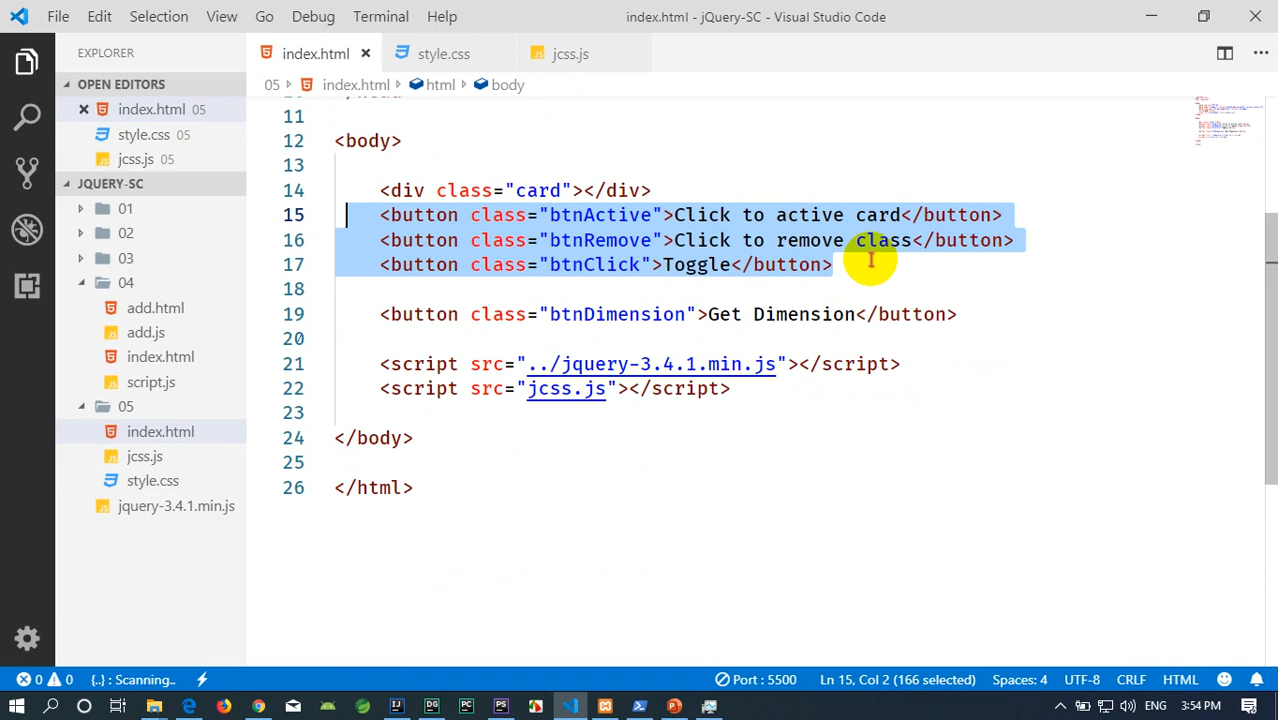 File Edit Selection View Go Debug Terminal Help index.html - jQuery-SC - Visual Studio Code
EXPLORER
OPEN EDITORS
index.html 05
style.css 05
jcss.js 05
JQUERY-SC
01
02
03
04
add.html
add.js
index.html
script.js
05
index.html
jcss.js
style.css
jquery-3.4.1.min.js
index.html style.css jcss.js
05 index.html html body
11
12 <body>
13
14 <div class="card"></div>
15 <button class="btnActive">Click to active card</button>
16 <button class="btnRemove">Click to remove class</button>
17 <button class="btnClick">Toggle</button>
18
19 <button class="btnDimension">Get Dimension</button>
20
21 <script src="../jquery-3.4.1.min.js"></script>
22 <script src="jcss.js"></script>
23
24 </body>
25
26 </html>
0 0 {..} : Scanning.. Port : 5500 Ln 15, Col 2 (166 selected) Spaces: 4 UTF-8 CRLF HTML
ENG 3:54 PM